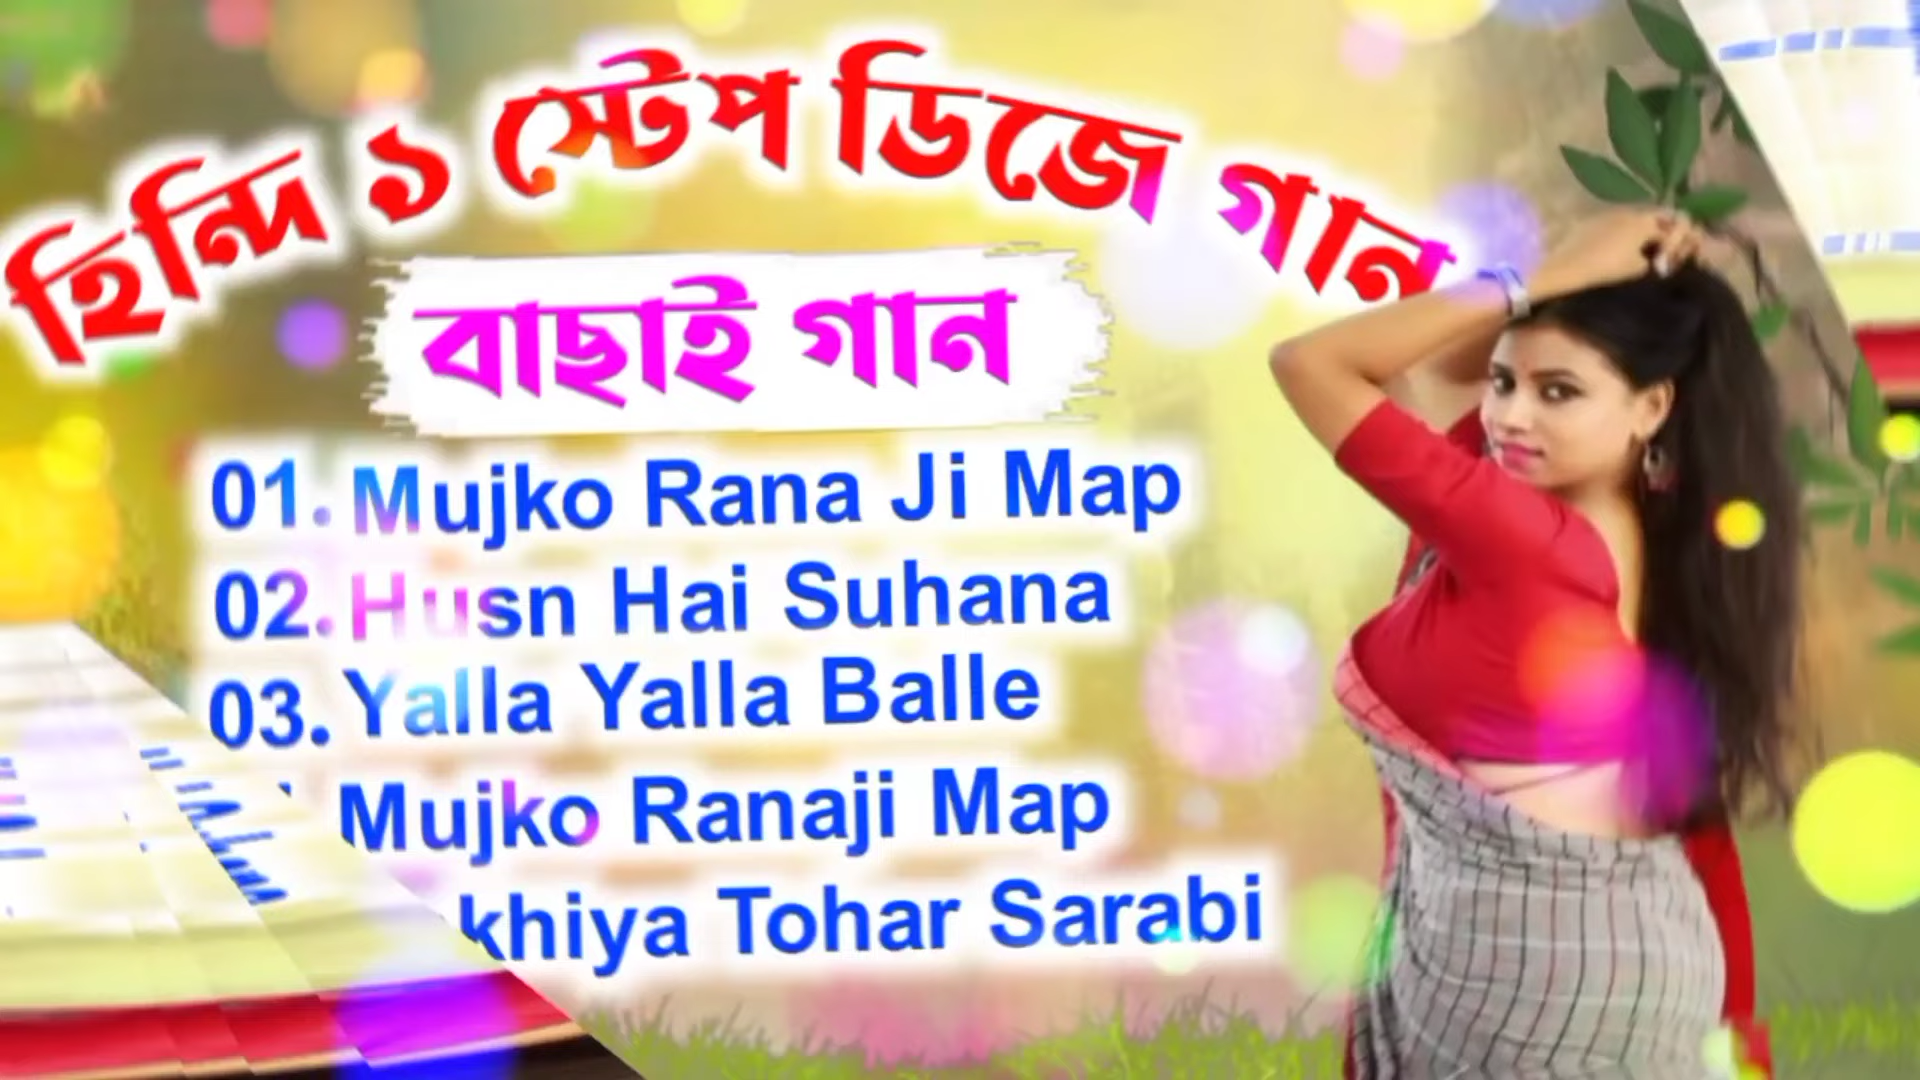 হিন্দি ১ স্টেপ ডিজে গান
বাছাই গান
01. Mujko Rana Ji Map
02. Husn Hai Suhana
03. Yalla Yalla Balle
Mujko Ranaji Map
khiya Tohar Sarabi